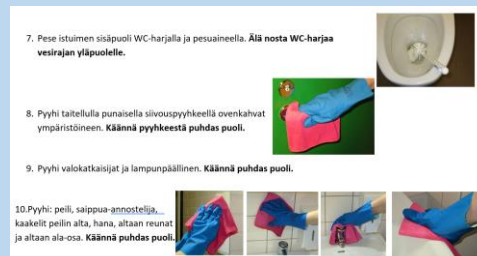 7. Pese istuimen sisäpuoli WC-harjalla ja pesuaineella. Älä nosta WC-harjaa
vesirajan yläpuolelle.
8. Pyyhi taitellulla punaisella siivouspyyhkeellä ovenkahvat
ympäristöineen. Käännä pyyhkeestä puhdas puoli.
9. Pyyhi valokatkaisijat ja lampunpäällinen. Käännä puhdas puoli.
10.Pyyhi: peili, saippua-annostelija,
kaakelit peilin alta, hana, altaan reunat
ja altaan ala-osa. Käännä puhdas puoli.